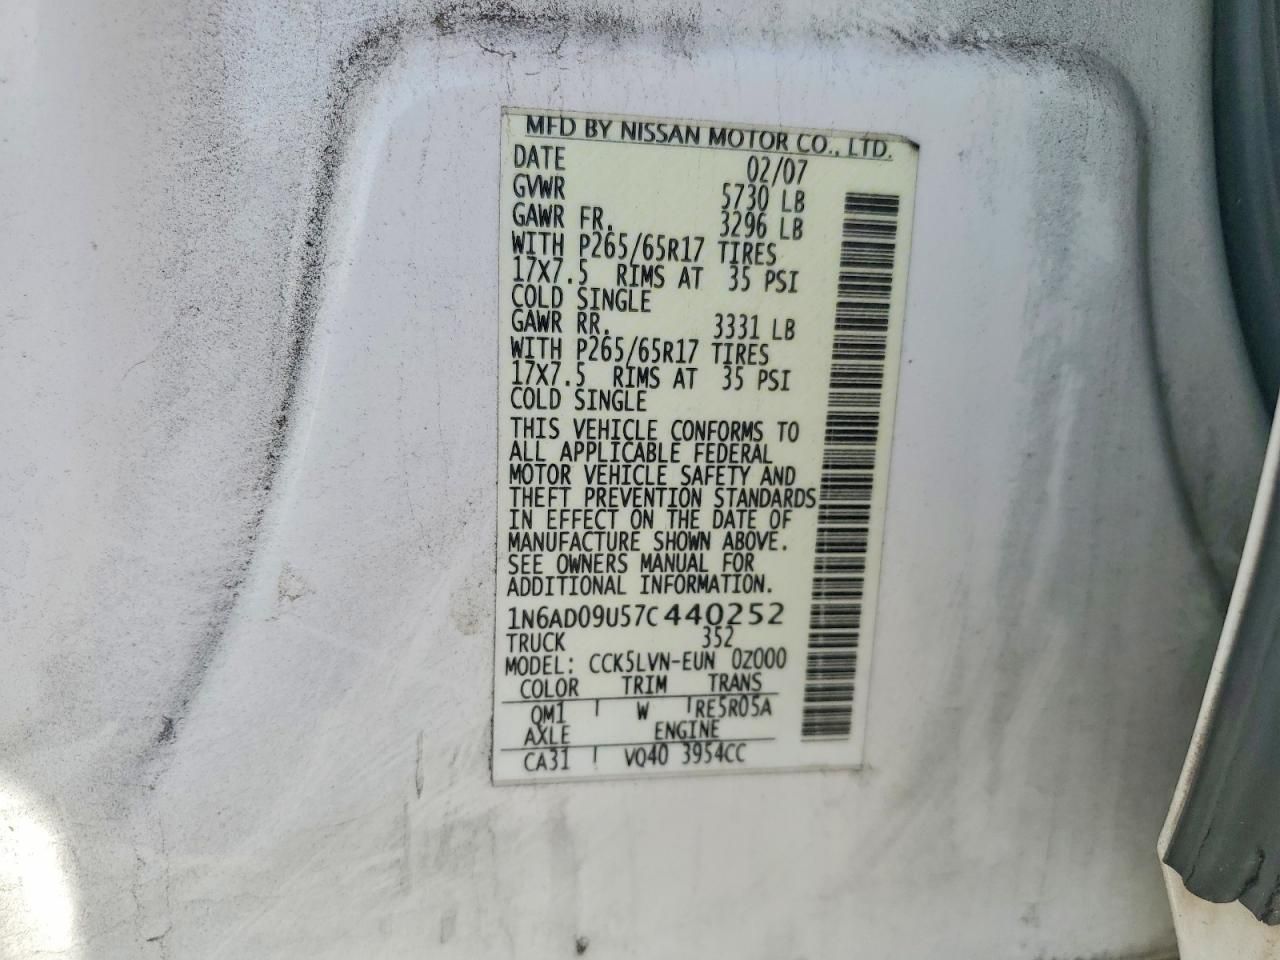 MFD BY NISSAN MOTOR CO., LTD.
DATE 02/07
GVWR 5730 LB
GAWR FR. 3296 LB
WITH P265/65R17 TIRES
17X7.5 RIMS AT 35 PSI
COLD SINGLE
GAWR RR. 3331 LB
WITH P265/65R17 TIRES
17X7.5 RIMS AT 35 PSI
COLD SINGLE
THIS VEHICLE CONFORMS TO
ALL APPLICABLE FEDERAL
MOTOR VEHICLE SAFETY AND
THEFT PREVENTION STANDARDS
IN EFFECT ON THE DATE OF
MANUFACTURE SHOWN ABOVE.
SEE OWNERS MANUAL FOR
ADDITIONAL INFORMATION.
1N6AD09U57C440252
TRUCK 352
MODEL: CCK5LVN-EUN 0Z000
COLOR TRIM TRANS
QM1 W RE5R05A
AXLE ENGINE
CA31 VQ40 3954CC